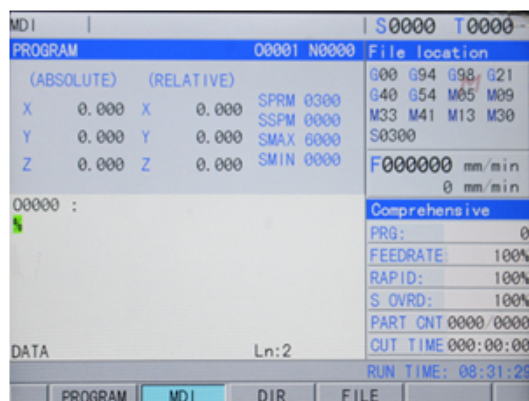 MDI S0000 T0000
PROGRAM O0001 N0000 File location
(ABSOLUTE) (RELATIVE) G00 G94 G98 G21
X 0.000 X 0.000 SPRM 0300 G40 G54 M05 M09
Y 0.000 Y 0.000 SSPM 0000 M33 M41 M13 M30
Z 0.000 Z 0.000 SMAX 6000 S0300
SMIN 0000 F000000 mm/min
0 mm/min
O0000 :
%
Comprehensive
PRG: 0
FEEDRATE 100%
RAPID: 100%
S OVRD: 100%
PART CNT 0000/0000
CUT TIME 000:00:00
DATA Ln:2
RUN TIME: 08:31:29
PROGRAM MDI DIR FILE